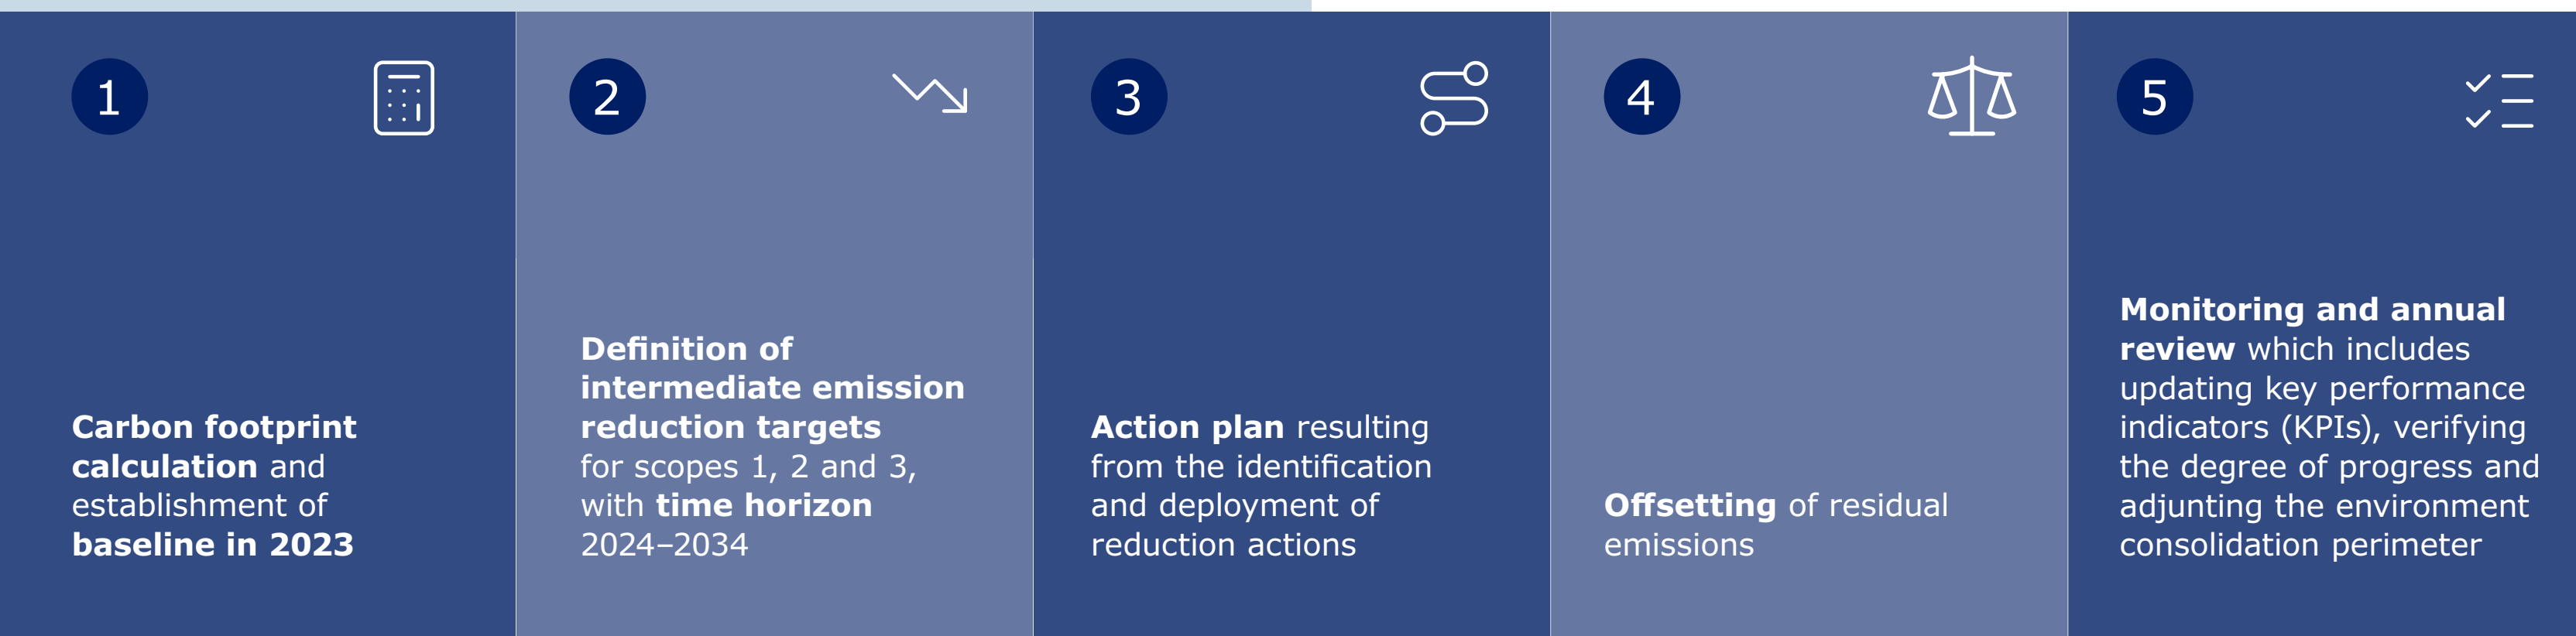 1
Carbon footprint
calculation and
establishment of
baseline in 2023
2
Definition of
intermediate emission
reduction targets
for scopes 1, 2 and 3,
with time horizon
2024–2034
3
Action plan resulting
from the identification
and deployment of
reduction actions
4
Offsetting of residual
emissions
5
Monitoring and annual
review which includes
updating key performance
indicators (KPIs), verifying
the degree of progress and
adjunting the environment
consolidation perimeter